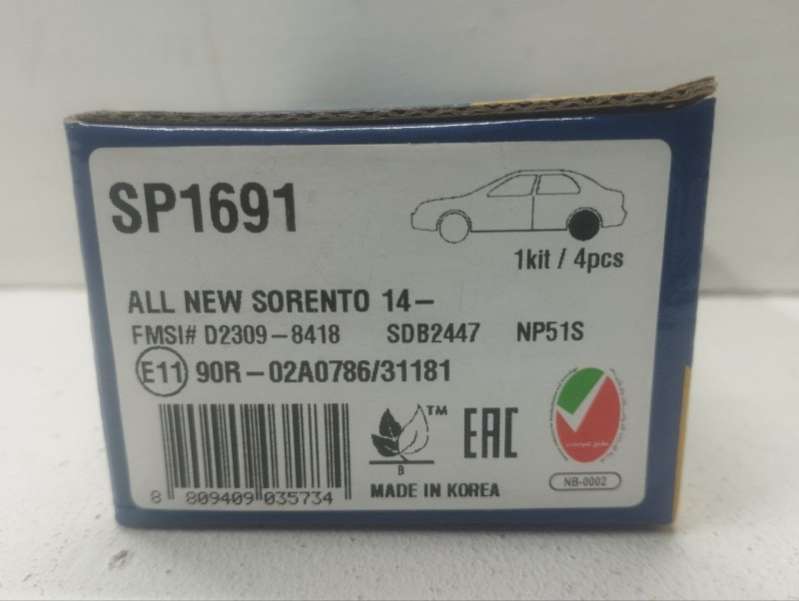 SP1691
1kit / 4pcs
ALL NEW SORENTO 14-
FMSI# D2309-8418 SDB2447 NP51S
E11 90R-02A0786/31181
TM
B
EAC
8 809409 035734
MADE IN KOREA
NB-0002